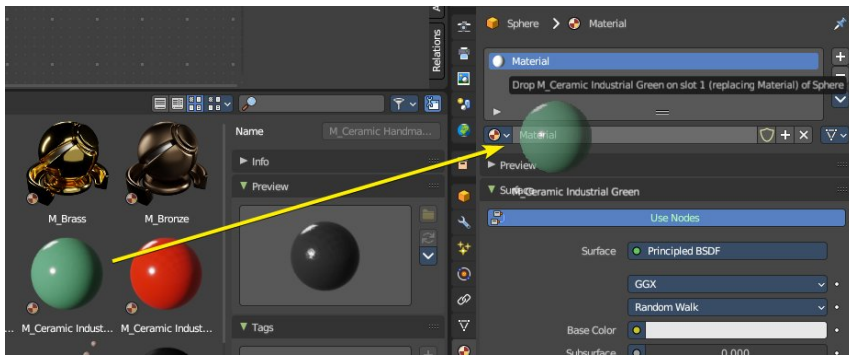 Relations
Name
M_Ceramic Handma...
Info
Preview
M_Brass
M_Bronze
M_Ceramic Indust...
M_Ceramic Indust...
Tags
Sphere
Material
Material
Drop M_Ceramic Industrial Green on slot 1 (replacing Material) of Sphere
Material
Preview
Surface
M_Ceramic Industrial Green
Use Nodes
Surface
Principled BSDF
GGX
Random Walk
Base Color
Subsurface
0.000